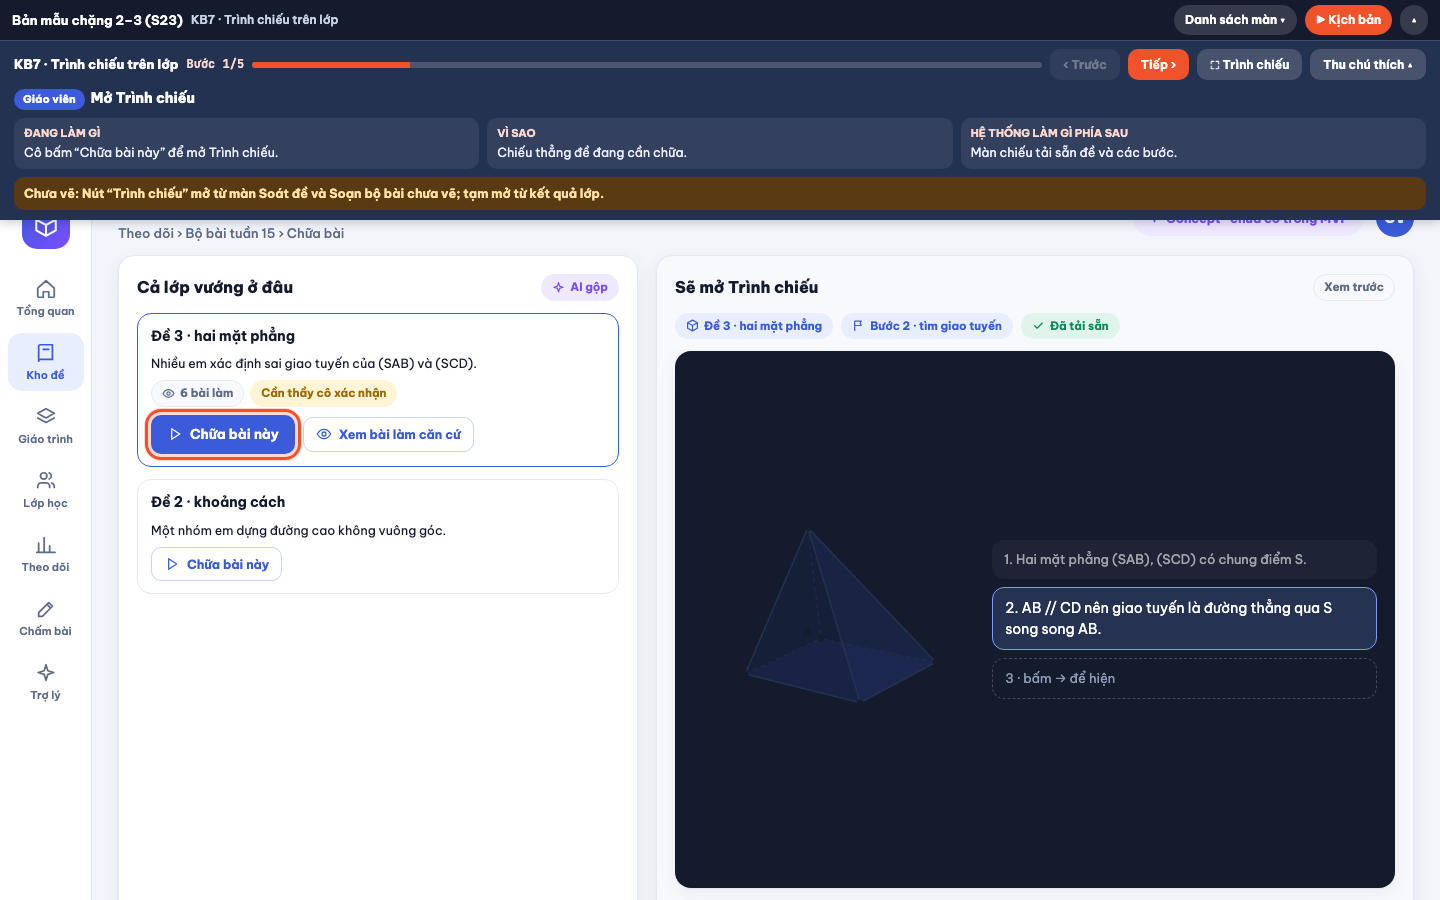 Bản mẫu chặng 2–3 (S23) KB7 · Trình chiếu trên lớp
Danh sách màn ▾
▶ Kịch bản
▴
KB7 · Trình chiếu trên lớp Bước 1/5
‹ Trước
Tiếp ›
⛶ Trình chiếu
Thu chú thích ▴
Giáo viên Mở Trình chiếu
ĐANG LÀM GÌ
Cô bấm “Chữa bài này” để mở Trình chiếu.
VÌ SAO
Chiếu thẳng đề đang cần chữa.
HỆ THỐNG LÀM GÌ PHÍA SAU
Màn chiếu tải sẵn đề và các bước.
Chưa vẽ: Nút “Trình chiếu” mở từ màn Soát đề và Soạn bộ bài chưa vẽ; tạm mở từ kết quả lớp.
Theo dõi › Bộ bài tuần 15 › Chữa bài
Tổng quan
Kho đề
Giáo trình
Lớp học
Theo dõi
Chấm bài
Trợ lý
Cả lớp vướng ở đâu
AI gộp
Đề 3 · hai mặt phẳng
Nhiều em xác định sai giao tuyến của (SAB) và (SCD).
6 bài làm
Cần thầy cô xác nhận
Chữa bài này
Xem bài làm căn cứ
Đề 2 · khoảng cách
Một nhóm em dựng đường cao không vuông góc.
Chữa bài này
Sẽ mở Trình chiếu
Xem trước
Đề 3 · hai mặt phẳng
Bước 2 · tìm giao tuyến
Đã tải sẵn
1. Hai mặt phẳng (SAB), (SCD) có chung điểm S.
2. AB // CD nên giao tuyến là đường thẳng qua S
song song AB.
3 · bấm → để hiện